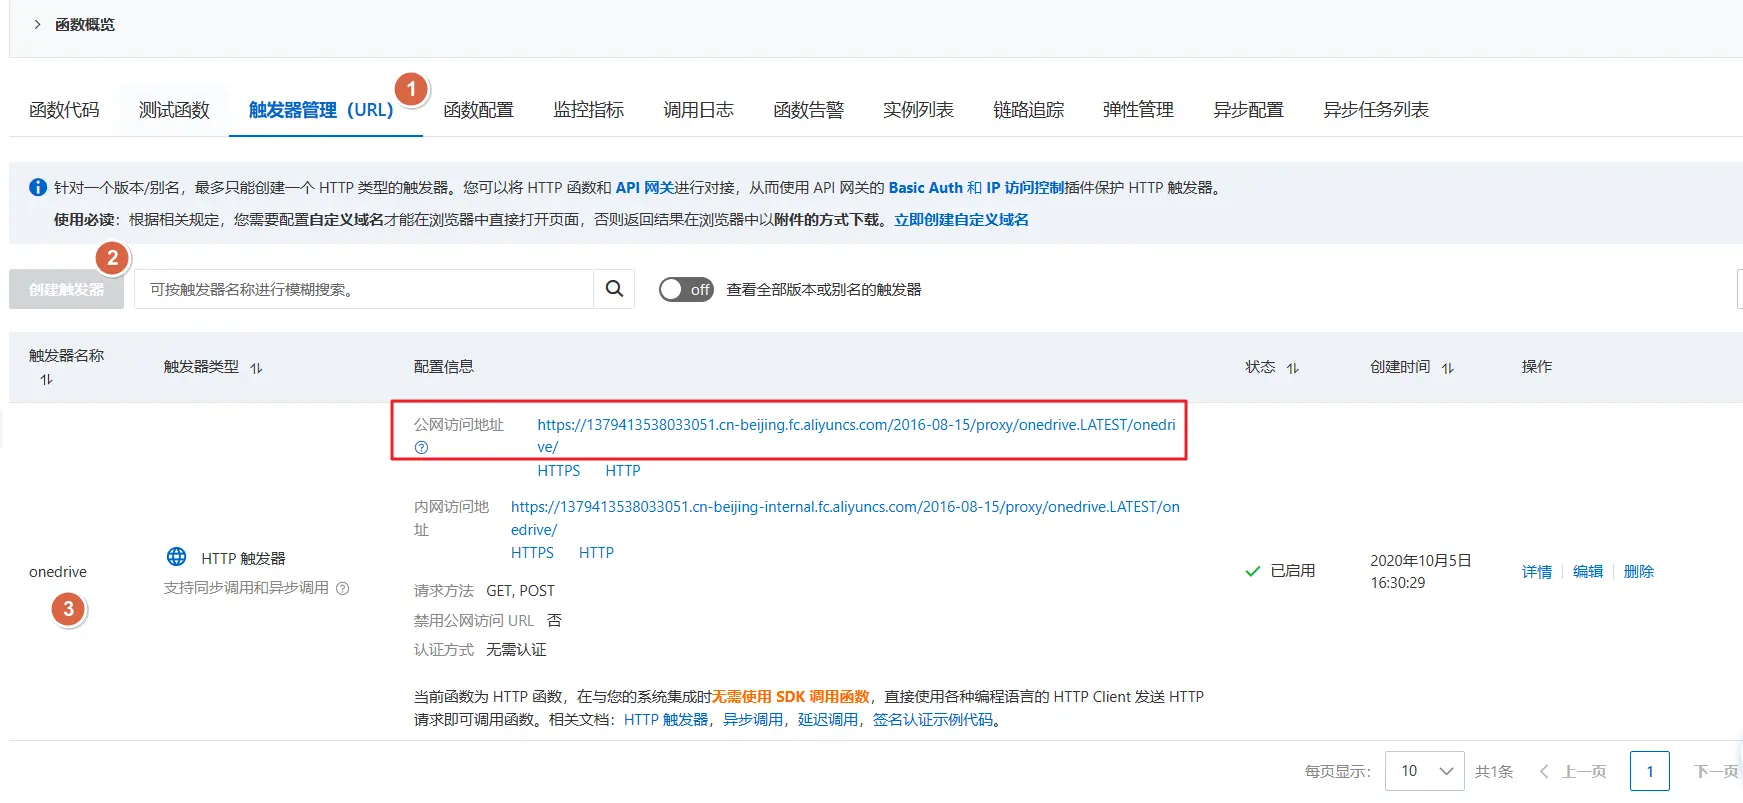 函数概览
函数代码 测试函数 触发器管理（URL） 1 函数配置 监控指标 调用日志 函数告警 实例列表 链路追踪 弹性管理 异步配置 异步任务列表
针对一个版本/别名，最多只能创建一个 HTTP 类型的触发器。您可以将 HTTP 函数和 API 网关进行对接，从而使用 API 网关的 Basic Auth 和 IP 访问控制插件保护 HTTP 触发器。
使用必读：根据相关规定，您需要配置自定义域名才能在浏览器中直接打开页面，否则返回结果在浏览器中以附件的方式下载。立即创建自定义域名
2
创建触发器 可按触发器名称进行模糊搜索。 off 查看全部版本或别名的触发器
触发器名称 触发器类型 配置信息 状态 创建时间 操作
公网访问地址 https://1379413538033051.cn-beijing.fc.aliyuncs.com/2016-08-15/proxy/onedrive.LATEST/onedri
ve/
HTTPS HTTP
内网访问地 https://1379413538033051.cn-beijing-internal.fc.aliyuncs.com/2016-08-15/proxy/onedrive.LATEST/on
址 edrive/
HTTPS HTTP
onedrive
3
HTTP 触发器
支持同步调用和异步调用
请求方法 GET, POST
禁用公网访问 URL 否
认证方式 无需认证
当前函数为 HTTP 函数，在与您的系统集成时无需使用 SDK 调用函数，直接使用各种编程语言的 HTTP Client 发送 HTTP
请求即可调用函数。相关文档：HTTP 触发器，异步调用，延迟调用，签名认证示例代码。
已启用
2020年10月5日
16:30:29
详情 编辑 删除
每页显示： 10 共1条 上一页 1 下一页